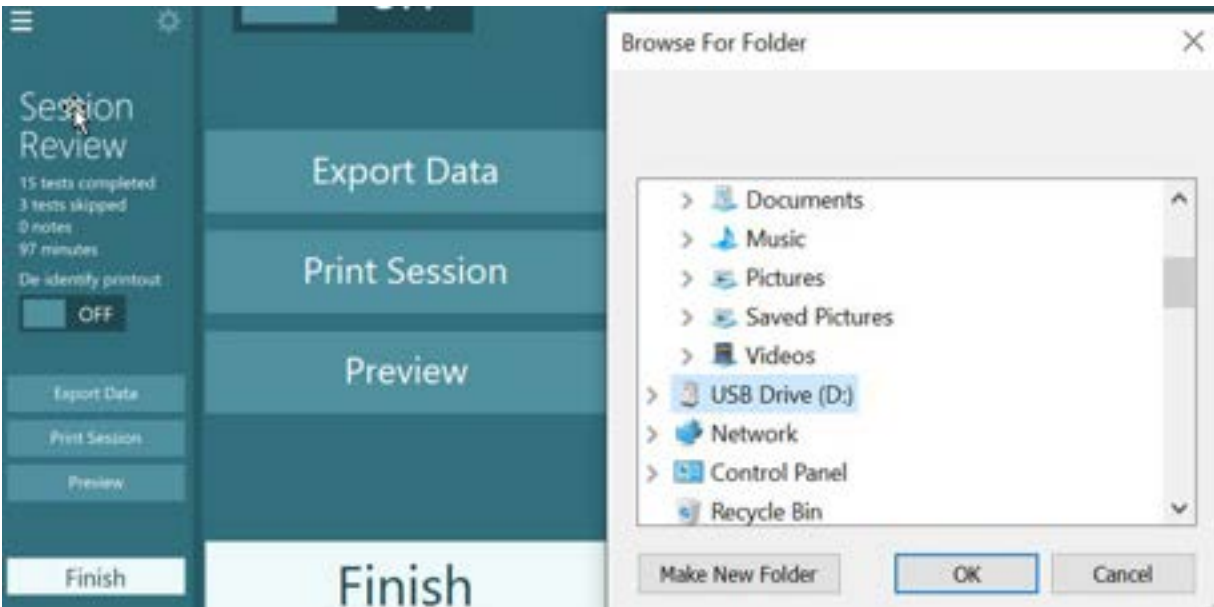 Session
Review
15 tests completed
3 tests skipped
0 notes
97 minutes
De-identify printout
OFF
Export Data
Print Session
Preview
Finish
Export Data
Print Session
Preview
Finish
Browse For Folder
Documents
Music
Pictures
Saved Pictures
Videos
USB Drive (D:)
Network
Control Panel
Recycle Bin
Make New Folder
OK
Cancel